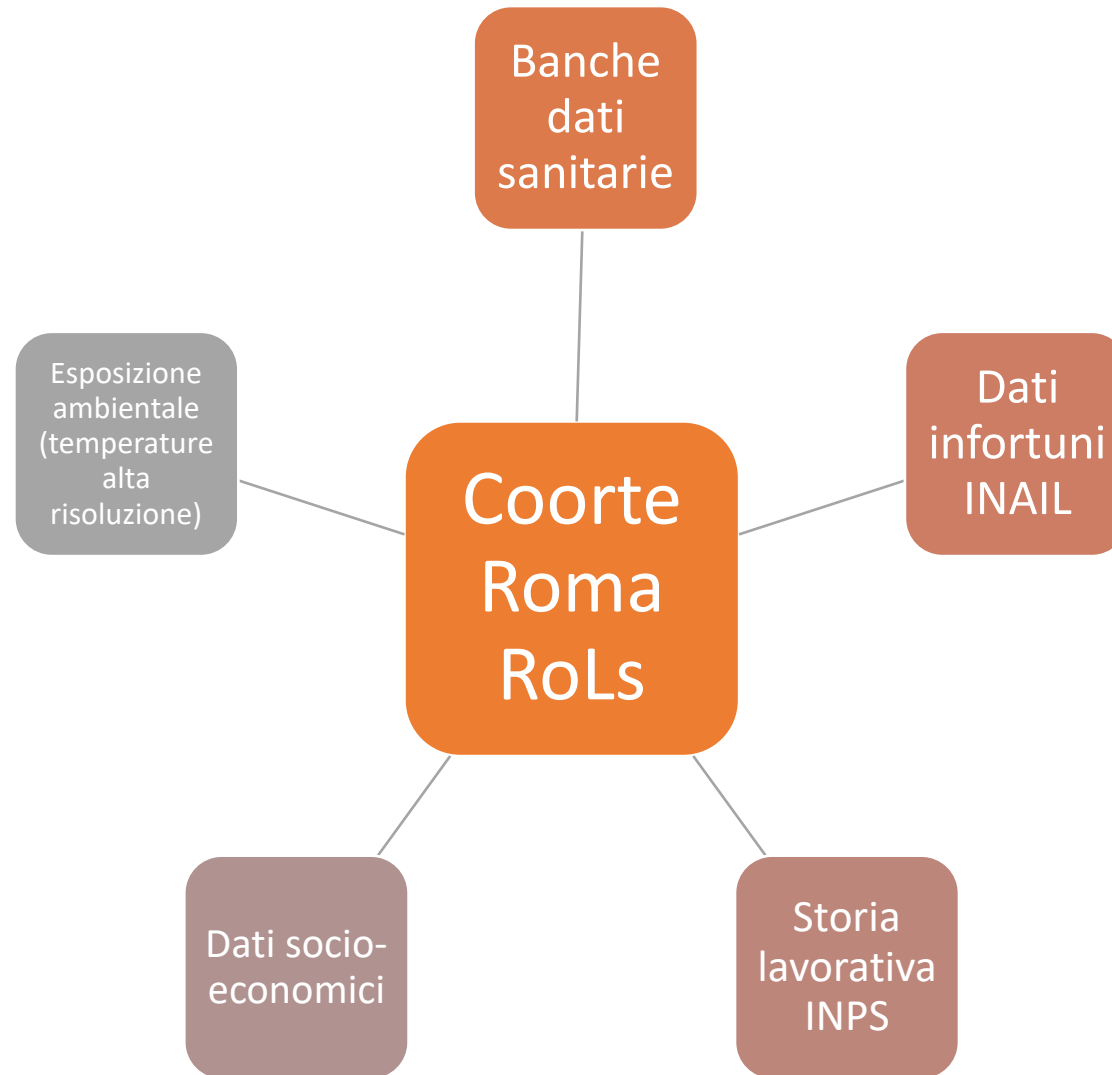 Banche
dati
sanitarie
Esposizione
ambientale
(temperature
alta
risoluzione)
Dati
infortuni
INAIL
Coorte
Roma
RoLs
Dati socio-
economici
Storia
lavorativa
INPS